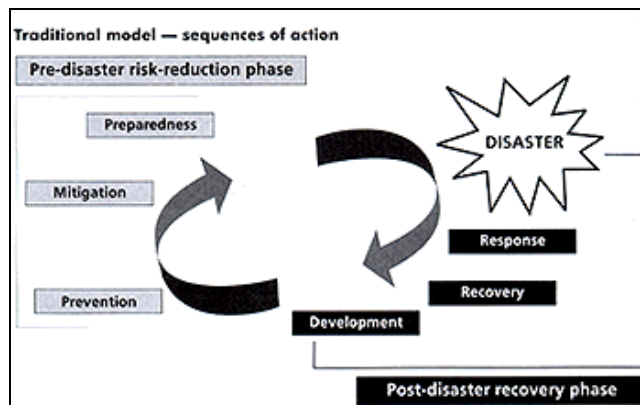 Traditional model — sequences of action
Pre-disaster risk-reduction phase
Preparedness
DISASTER
Mitigation
Response
Recovery
Prevention
Development
Post-disaster recovery phase